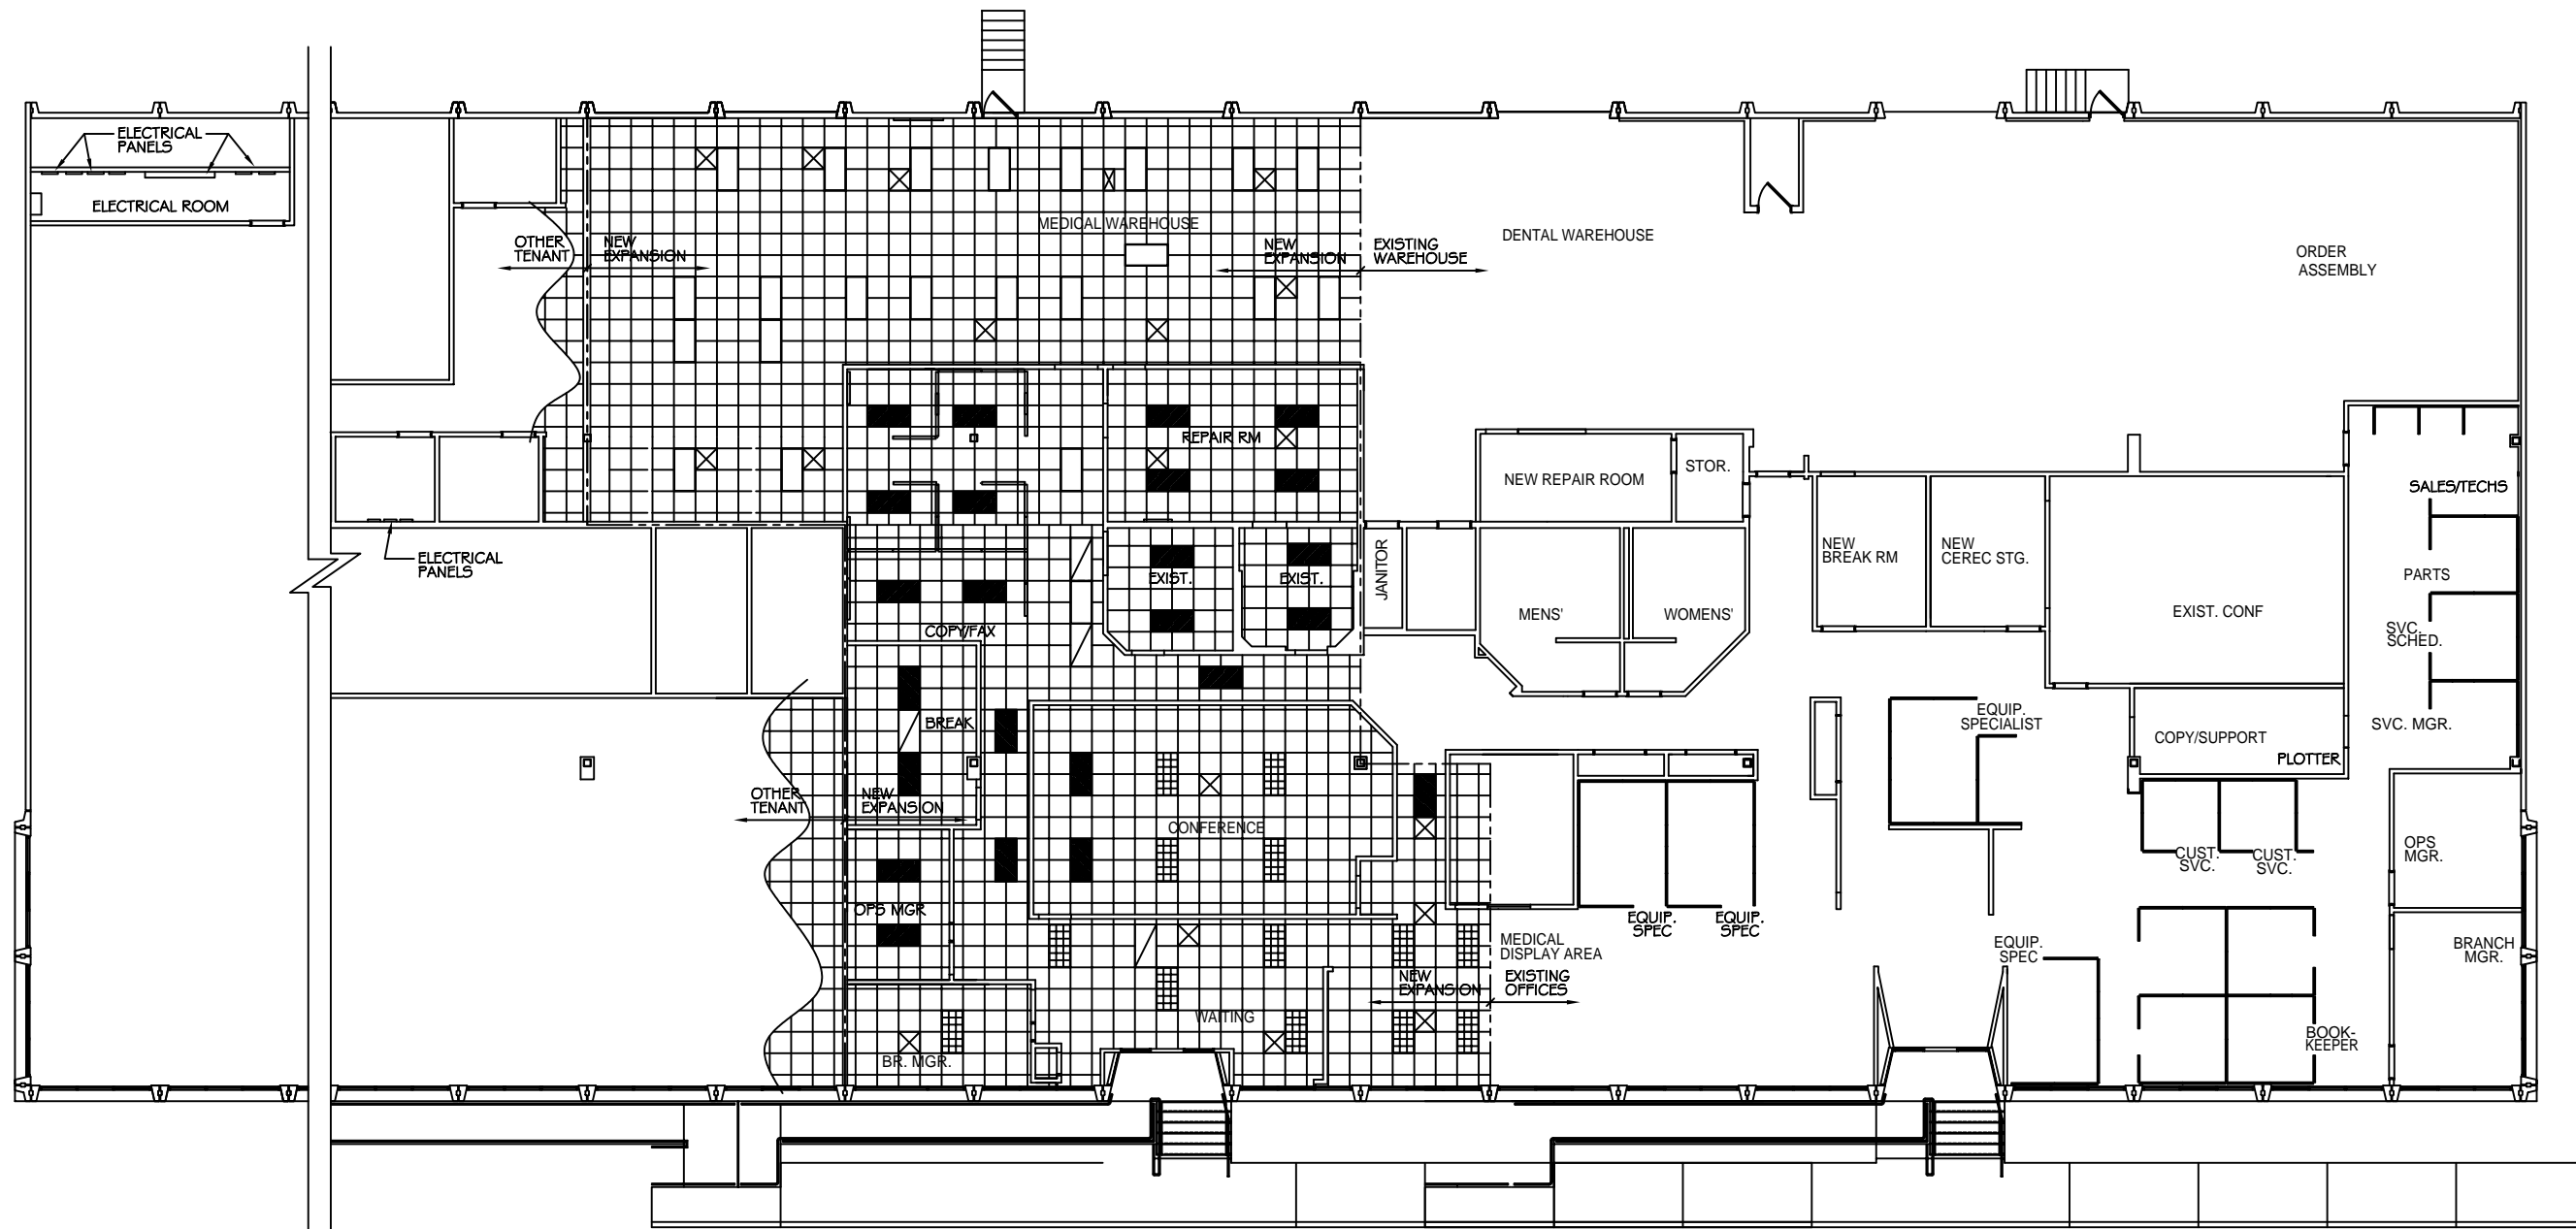 ELECTRICAL
PANELS
ELECTRICAL ROOM
OTHER
TENANT
NEW
EXPANSION
MEDICAL WAREHOUSE
NEW
EXPANSION
EXISTING
WAREHOUSE
DENTAL WAREHOUSE
ORDER
ASSEMBLY
REPAIR RM
NEW REPAIR ROOM
STOR.
SALES/TECHS
ELECTRICAL
PANELS
EXIST.
EXIST.
JANITOR
NEW
BREAK RM
NEW
CEREC STG.
PARTS
MENS'
WOMENS'
EXIST. CONF
COPY/FAX
SVC.
SCHED.
BREAK
EQUIP.
SPECIALIST
SVC. MGR.
COPY/SUPPORT
PLOTTER
OTHER
TENANT
NEW
EXPANSION
CONFERENCE
CUST.
SVC.
CUST.
SVC.
OPS
MGR.
OPS MGR
EQUIP.
SPEC
EQUIP.
SPEC
MEDICAL
DISPLAY AREA
EQUIP.
SPEC
BRANCH
MGR.
NEW
EXPANSION
EXISTING
OFFICES
WAITING
BR. MGR.
BOOK-
KEEPER